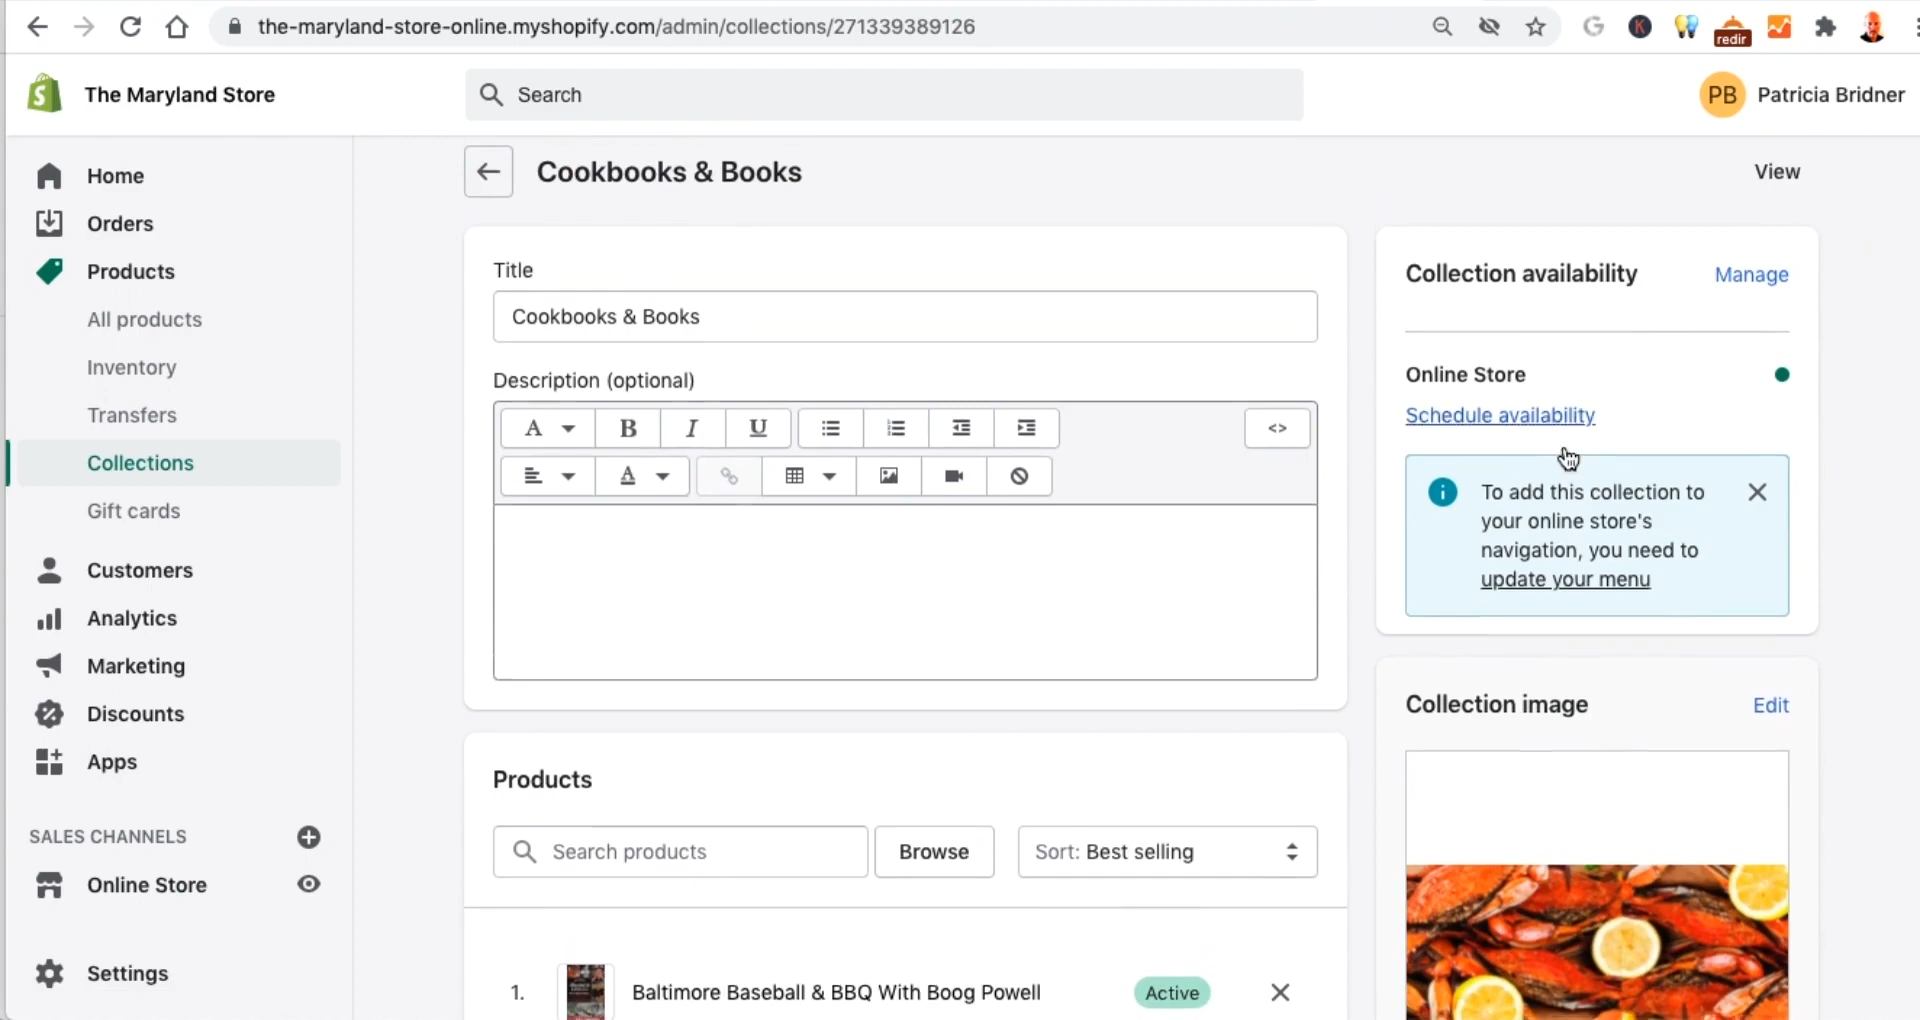 the-maryland-store-online.myshopify.com/admin/collections/271339389126
G
K
redir
The Maryland Store
Search
PB
Patricia Bridner
Home
Orders
Products
All products
Inventory
Transfers
Collections
Gift cards
Customers
Analytics
Marketing
Discounts
Apps
SALES CHANNELS
Online Store
Settings
Cookbooks & Books
View
Title
Cookbooks & Books
Description (optional)
A B I U <>
A
Products
Search products
Browse
Sort: Best selling
1. Baltimore Baseball & BBQ With Boog Powell Active
Collection availability
Manage
Online Store
Schedule availability
To add this collection to
your online store's
navigation, you need to
update your menu
Collection image
Edit